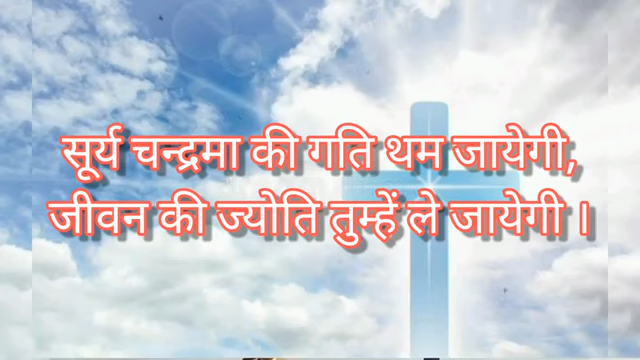 सूर्य चन्द्रमा की गति थम जायेगी,
जीवन की ज्योति तुम्हें ले जायेगी ।